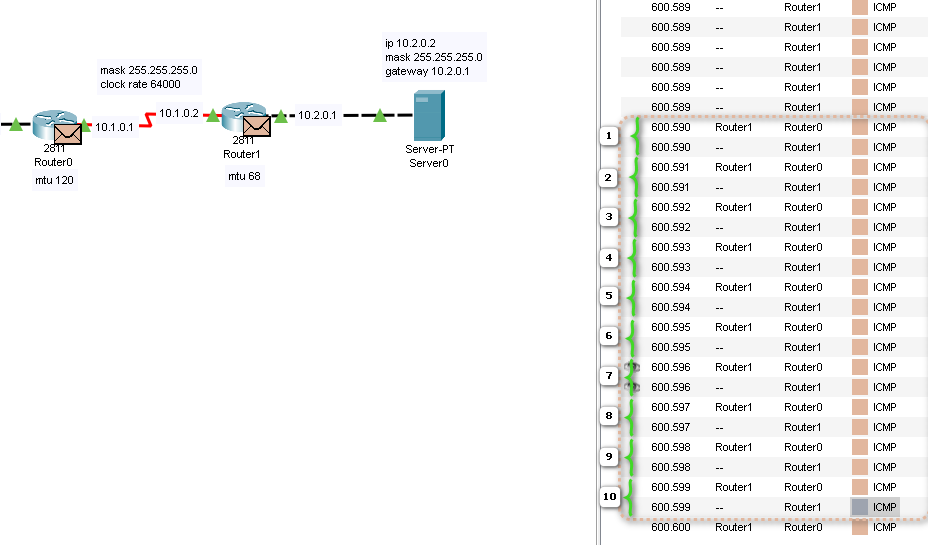 ip 10.2.0.2
mask 255.255.255.0
gateway 10.2.0.1
mask 255.255.255.0
clock rate 64000
10.1.0.1
10.1.0.2
10.2.0.1
2811
Router0
mtu 120
2811
Router1
mtu 68
Server-PT
Server0
600.589 -- Router1 ICMP
600.589 -- Router1 ICMP
600.589 -- Router1 ICMP
600.589 -- Router1 ICMP
600.589 -- Router1 ICMP
600.589 -- Router1 ICMP
1
600.590 Router1 Router0 ICMP
600.590 -- Router1 ICMP
2
600.591 Router1 Router0 ICMP
600.591 -- Router1 ICMP
3
600.592 Router1 Router0 ICMP
600.592 -- Router1 ICMP
4
600.593 Router1 Router0 ICMP
600.593 -- Router1 ICMP
5
600.594 Router1 Router0 ICMP
600.594 -- Router1 ICMP
6
600.595 Router1 Router0 ICMP
600.595 -- Router1 ICMP
7
600.596 Router1 Router0 ICMP
600.596 -- Router1 ICMP
8
600.597 Router1 Router0 ICMP
600.597 -- Router1 ICMP
9
600.598 Router1 Router0 ICMP
600.598 -- Router1 ICMP
10
600.599 Router1 Router0 ICMP
600.599 -- Router1 ICMP
600.600 Router1 Router0 ICMP